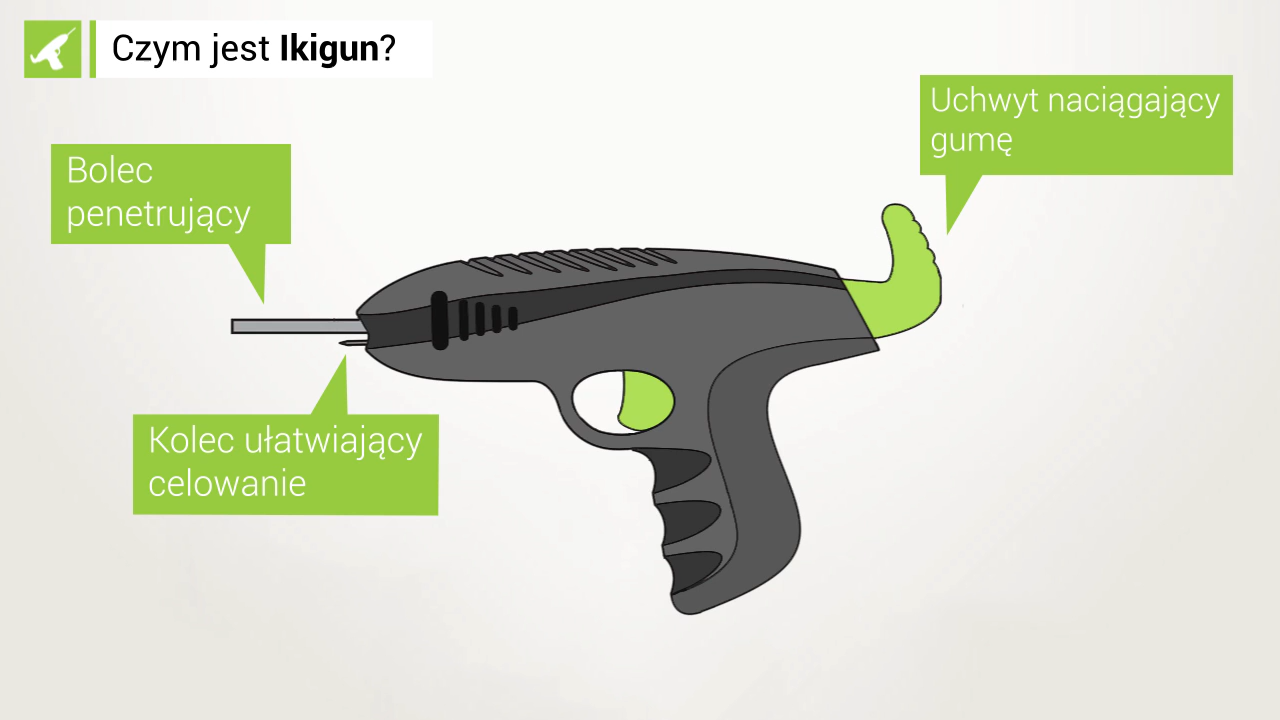 Czym jest Ikigun?
Uchwyt naciągający
gumę
Bolec
penetrujący
Kolec ułatwiający
celowanie